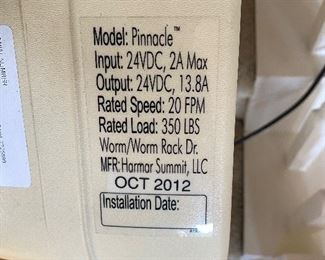 Model: Pinnacle™
Input: 24VDC, 2A Max
Output: 24VDC, 13.8A
Rated Speed: 20 FPM
Rated Load: 350 LBS
Worm/Worm Rack Dr.
MFR: Harmar Summit, LLC
OCT 2012
Installation Date: